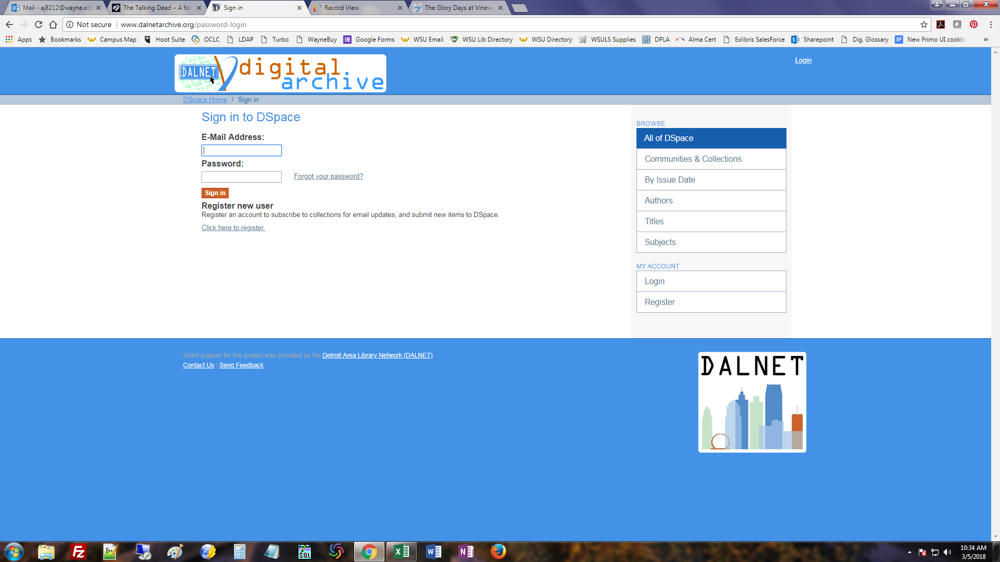 Mail - aj8212@wayne.ed
The Talking Dead – A fan
Sign in
Record View
The Glory Days at Vinew
Not secure
www.dalnetarchive.org/password-login
Apps
Bookmarks
Campus Map
Hoot Suite
OCLC
LDAP
Turbo
WayneBuy
Google Forms
WSU Email
WSU Lib Directory
WSU Directory
WSULS Supplies
DPLA
Alma Cert
Exlibris SalesForce
Sharepoint
Dig. Glossary
New Primo UI cookb
»
DALNET digital archive
Login
DSpace Home / Sign in
Sign in to DSpace
E-Mail Address:
Password:
Forgot your password?
Sign in
Register new user
Register an account to subscribe to collections for email updates, and submit new items to DSpace.
Click here to register.
BROWSE
All of DSpace
Communities & Collections
By Issue Date
Authors
Titles
Subjects
MY ACCOUNT
Login
Register
Grant support for this project was provided by the Detroit Area Library Network (DALNET).
Contact Us | Send Feedback
DALNET
10:34 AM
3/5/2018